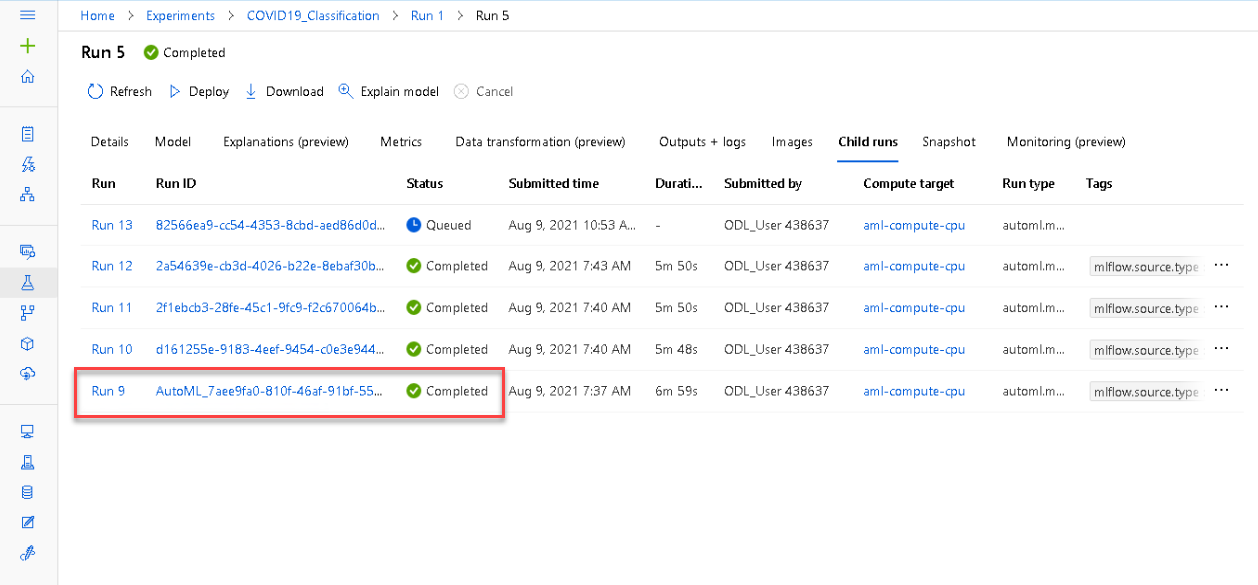 Home > Experiments > COVID19_Classification > Run 1 > Run 5
Run 5 Completed
Refresh Deploy Download Explain model Cancel
Details Model Explanations (preview) Metrics Data transformation (preview) Outputs + logs Images Child runs Snapshot Monitoring (preview)
Run Run ID Status Submitted time Durati... Submitted by Compute target Run type Tags
Run 13 82566ea9-cc54-4353-8cbd-aed86d0d... Queued Aug 9, 2021 10:53 A... - ODL_User 438637 aml-compute-cpu automl.m...
Run 12 2a54639e-cb3d-4026-b22e-8ebaf30b... Completed Aug 9, 2021 7:43 AM 5m 50s ODL_User 438637 aml-compute-cpu automl.m... mlflow.source.type ...
Run 11 2f1ebcb3-28fe-45c1-9fc9-f2c670064b... Completed Aug 9, 2021 7:40 AM 5m 50s ODL_User 438637 aml-compute-cpu automl.m... mlflow.source.type ...
Run 10 d161255e-9183-4eef-9454-c0e3e944... Completed Aug 9, 2021 7:40 AM 5m 48s ODL_User 438637 aml-compute-cpu automl.m... mlflow.source.type ...
Run 9 AutoML_7aee9fa0-810f-46af-91bf-55... Completed Aug 9, 2021 7:37 AM 6m 59s ODL_User 438637 aml-compute-cpu automl.m... mlflow.source.type ...